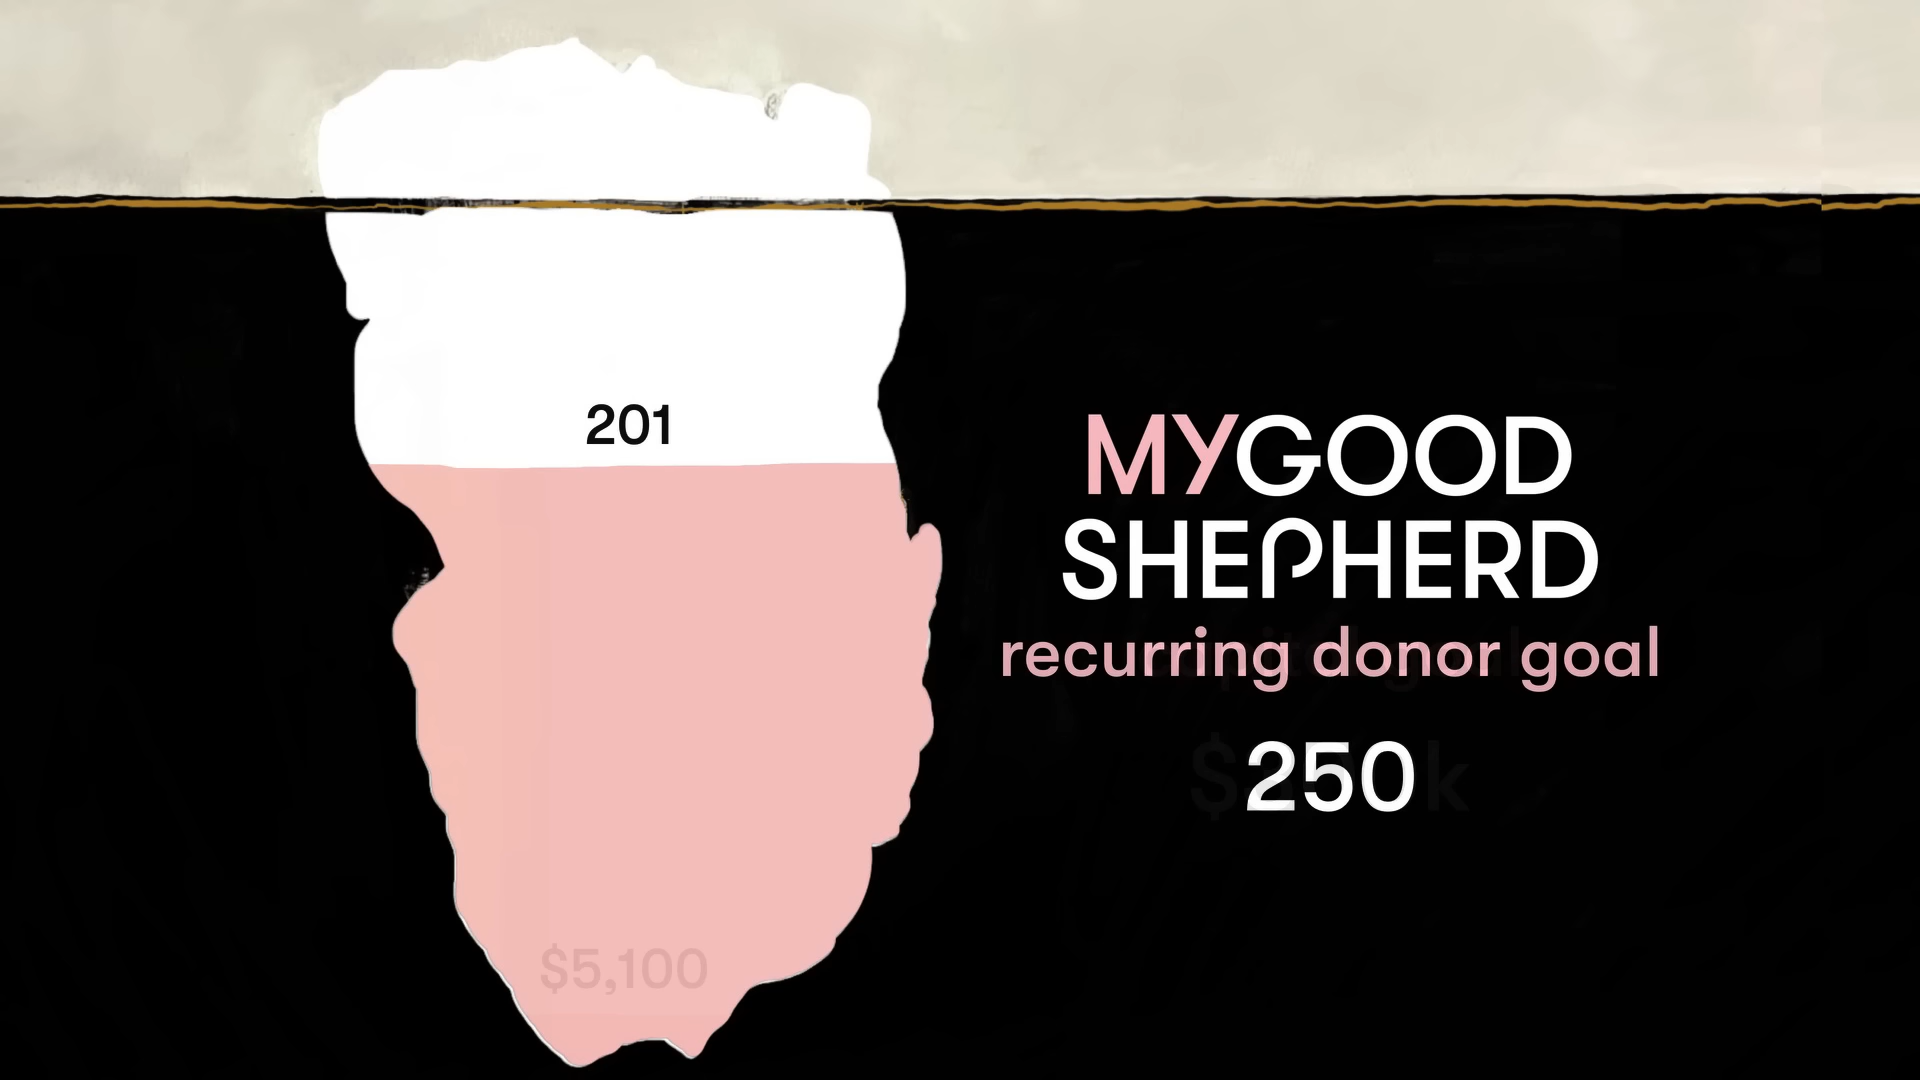 201
MYGOOD
SHEPHERD
recurring donor goal
250
$5,100